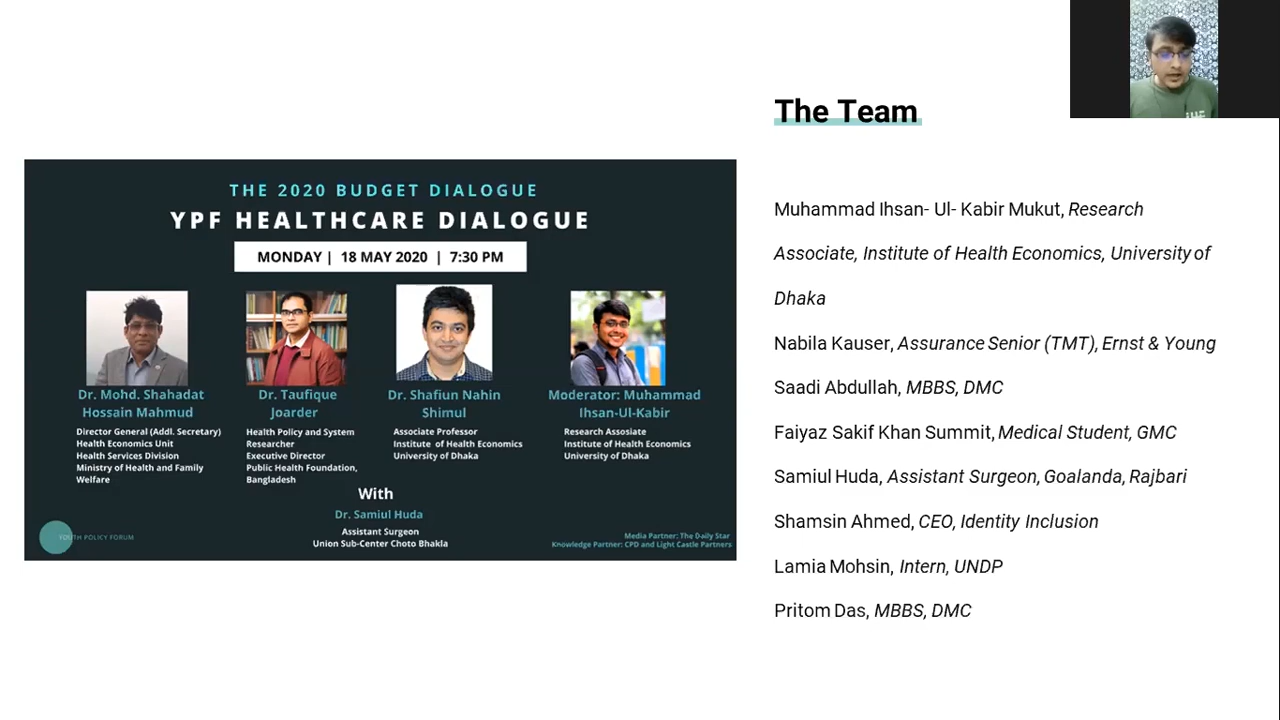 THE 2020 BUDGET DIALOGUE
YPF HEALTHCARE DIALOGUE
MONDAY | 18 MAY 2020 | 7:30 PM
Dr. Mohd. Shahadat
Hossain Mahmud
Director General (Addl. Secretary)
Health Economics Unit
Health Services Division
Ministry of Health and Family
Welfare
Dr. Taufique
Joarder
Health Policy and System
Researcher
Executive Director
Public Health Foundation,
Bangladesh
Dr. Shafiun Nahin
Shimul
Associate Professor
Institute of Health Economics
University of Dhaka
Moderator: Muhammad
Ihsan-Ul-Kabir
Research Assosiate
Institute of Health Economics
University of Dhaka
With
Dr. Samiul Huda
Assistant Surgeon
Union Sub-Center Choto Bhakla
YOUTH POLICY FORUM
Media Partner: The Daily Star
Knowledge Partner: CPD and Light Castle Partners
The Team
Muhammad Ihsan- Ul- Kabir Mukut, Research
Associate, Institute of Health Economics, University of
Dhaka
Nabila Kauser, Assurance Senior (TMT), Ernst & Young
Saadi Abdullah, MBBS, DMC
Faiyaz Sakif Khan Summit, Medical Student, GMC
Samiul Huda, Assistant Surgeon, Goalanda, Rajbari
Shamsin Ahmed, CEO, Identity Inclusion
Lamia Mohsin, Intern, UNDP
Pritom Das, MBBS, DMC